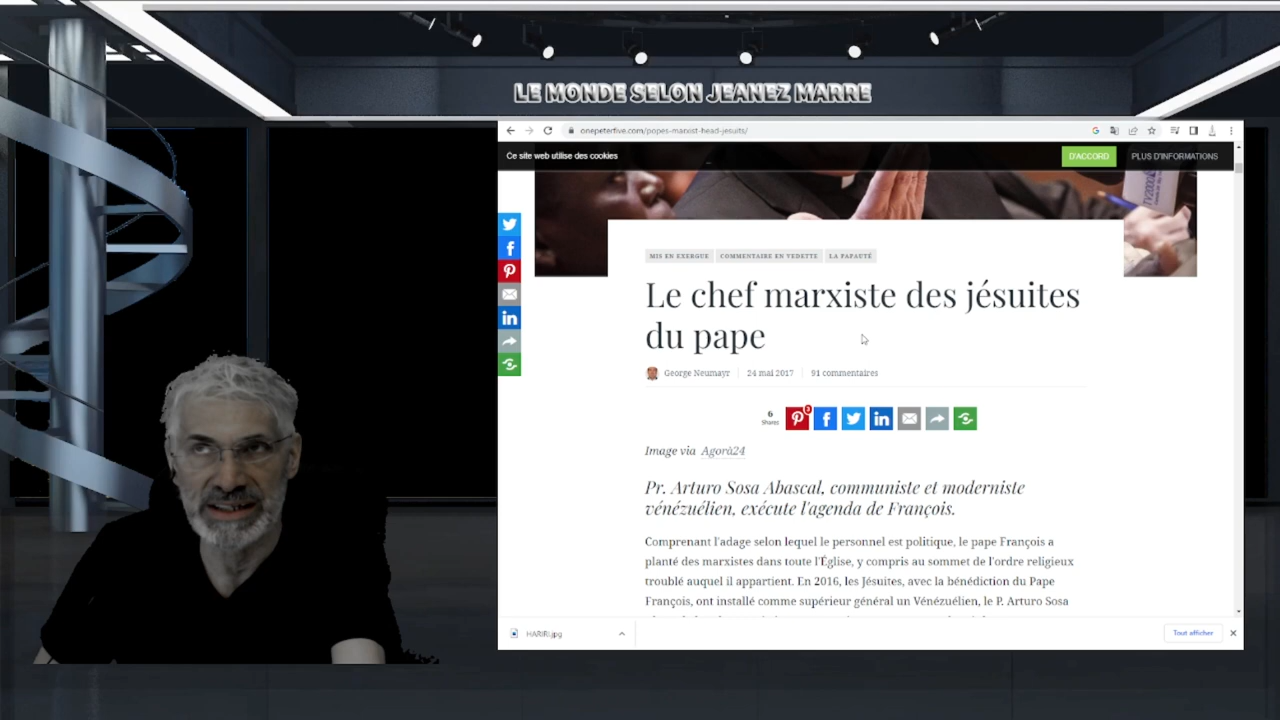 LE MONDE SELON JEANEZ MARRE
onepeterfive.com/popes-marxist-head-jesuits/
Ce site web utilise des cookies
D'ACCORD
PLUS D'INFORMATIONS
MIS EN EXERGUE
COMMENTAIRE EN VEDETTE
LA PAPAUTÉ
Le chef marxiste des jésuites
du pape
George Neumayr
24 mai 2017
91 commentaires
6
Shares
Image via Agorà24
Pr. Arturo Sosa Abascal, communiste et moderniste
vénézuélien, exécute l'agenda de François.
Comprenant l'adage selon lequel le personnel est politique, le pape François a
planté des marxistes dans toute l'Église, y compris au sommet de l'ordre religieux
troublé auquel il appartient. En 2016, les Jésuites, avec la bénédiction du Pape
François, ont installé comme supérieur général un Vénézuélien, le P. Arturo Sosa
HARIRI.jpg
Tout afficher